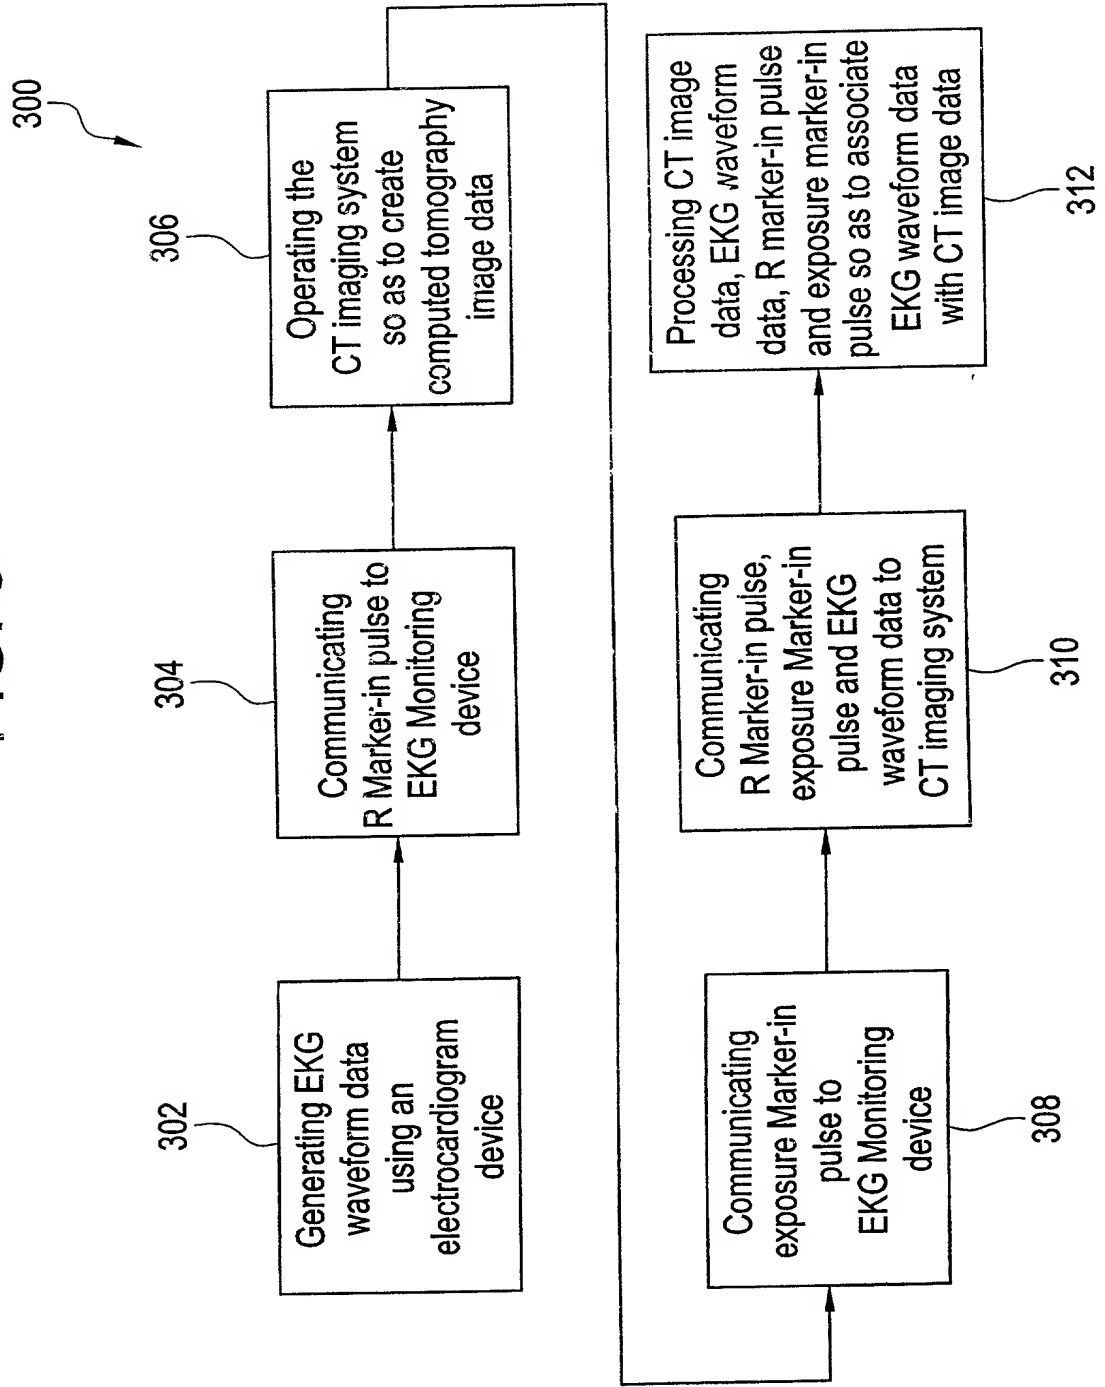 300
302
Generating EKG
waveform data
using an
electrocardiogram
device
304
Communicating
R Marker-in pulse to
EKG Monitoring
device
306
Operating the
CT imaging system
so as to create
computed tomography
image data
Communicating
exposure Marker-in
pulse to
EKG Monitoring
device
308
Communicating
R Marker-in pulse,
exposure Marker-in
pulse and EKG
waveform data to
CT imaging system
310
Processing CT image
data, EKG waveform
data, R marker-in pulse
and exposure marker-in
pulse so as to associate
EKG waveform data
with CT image data
312